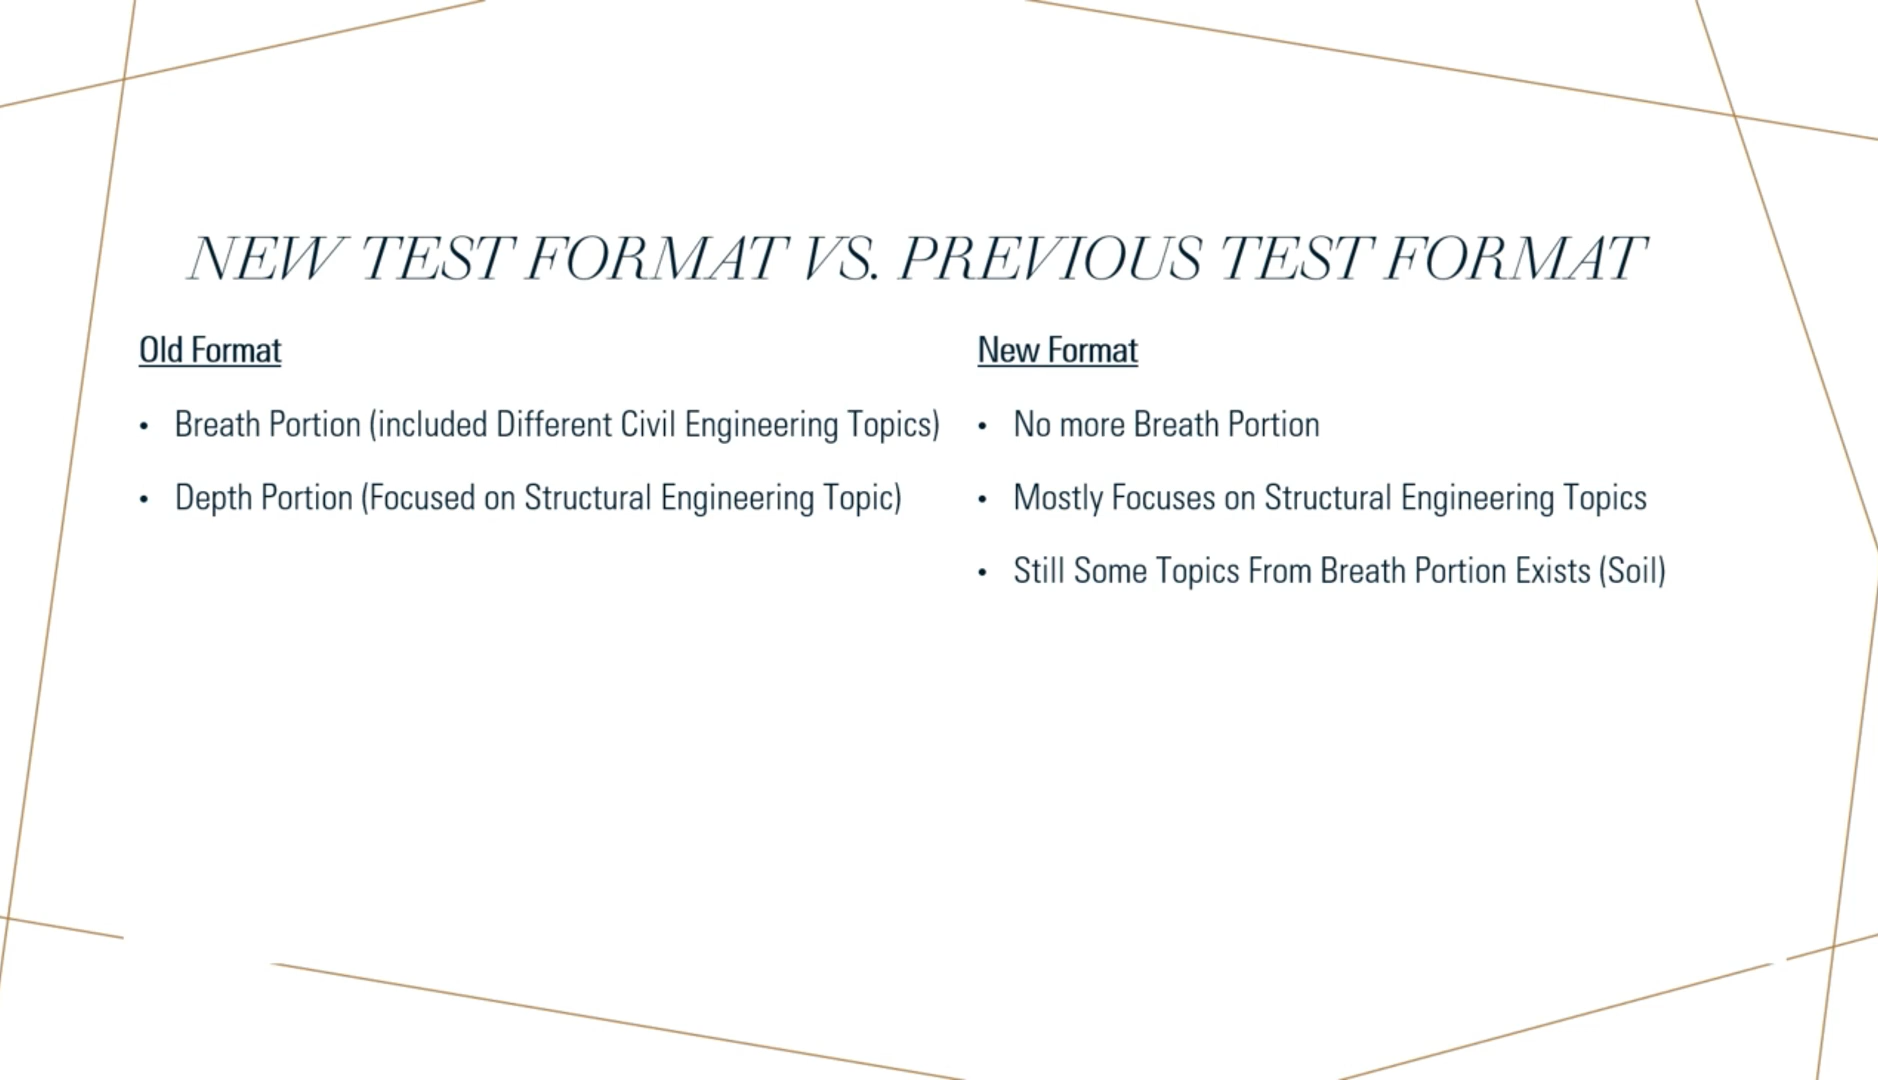 NEW TEST FORMAT VS. PREVIOUS TEST FORMAT
Old Format
• Breath Portion (included Different Civil Engineering Topics)
• Depth Portion (Focused on Structural Engineering Topic)
New Format
• No more Breath Portion
• Mostly Focuses on Structural Engineering Topics
• Still Some Topics From Breath Portion Exists (Soil)